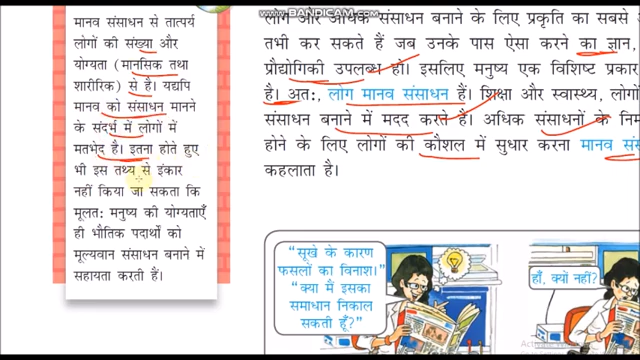 WWW.BANDICAM.COM
मानव संसाधन से तात्पर्य
लोगों की संख्या और
योग्यता (मानसिक तथा
शारीरिक) से है। यद्यपि
मानव को संसाधन मानने
के संदर्भ में लोगों में
मतभेद है। इतना होते हुए
भी इस तथ्य से इंकार
नहीं किया जा सकता कि
मूलतः मनुष्य की योग्यताएँ
ही भौतिक पदार्थों को
मूल्यवान संसाधन बनाने में
सहायता करती हैं।
लोग और अधिक संसाधन बनाने के लिए प्रकृति का सबसे
तभी कर सकते हैं जब उनके पास ऐसा करने का ज्ञान,
प्रौद्योगिकी उपलब्ध हो। इसलिए मनुष्य एक विशिष्ट प्रकार
है। अतः, लोग मानव संसाधन हैं। शिक्षा और स्वास्थ्य, लोगों
संसाधन बनाने में मदद करते हैं। अधिक संसाधनों के निर्म
होने के लिए लोगों की कौशल में सुधार करना मानव संस
कहलाता है।
“सूखे के कारण
फसलों का विनाश।”
“क्या मैं इसका
समाधान निकाल
सकती हूँ?”
हाँ, क्यों नहीं?